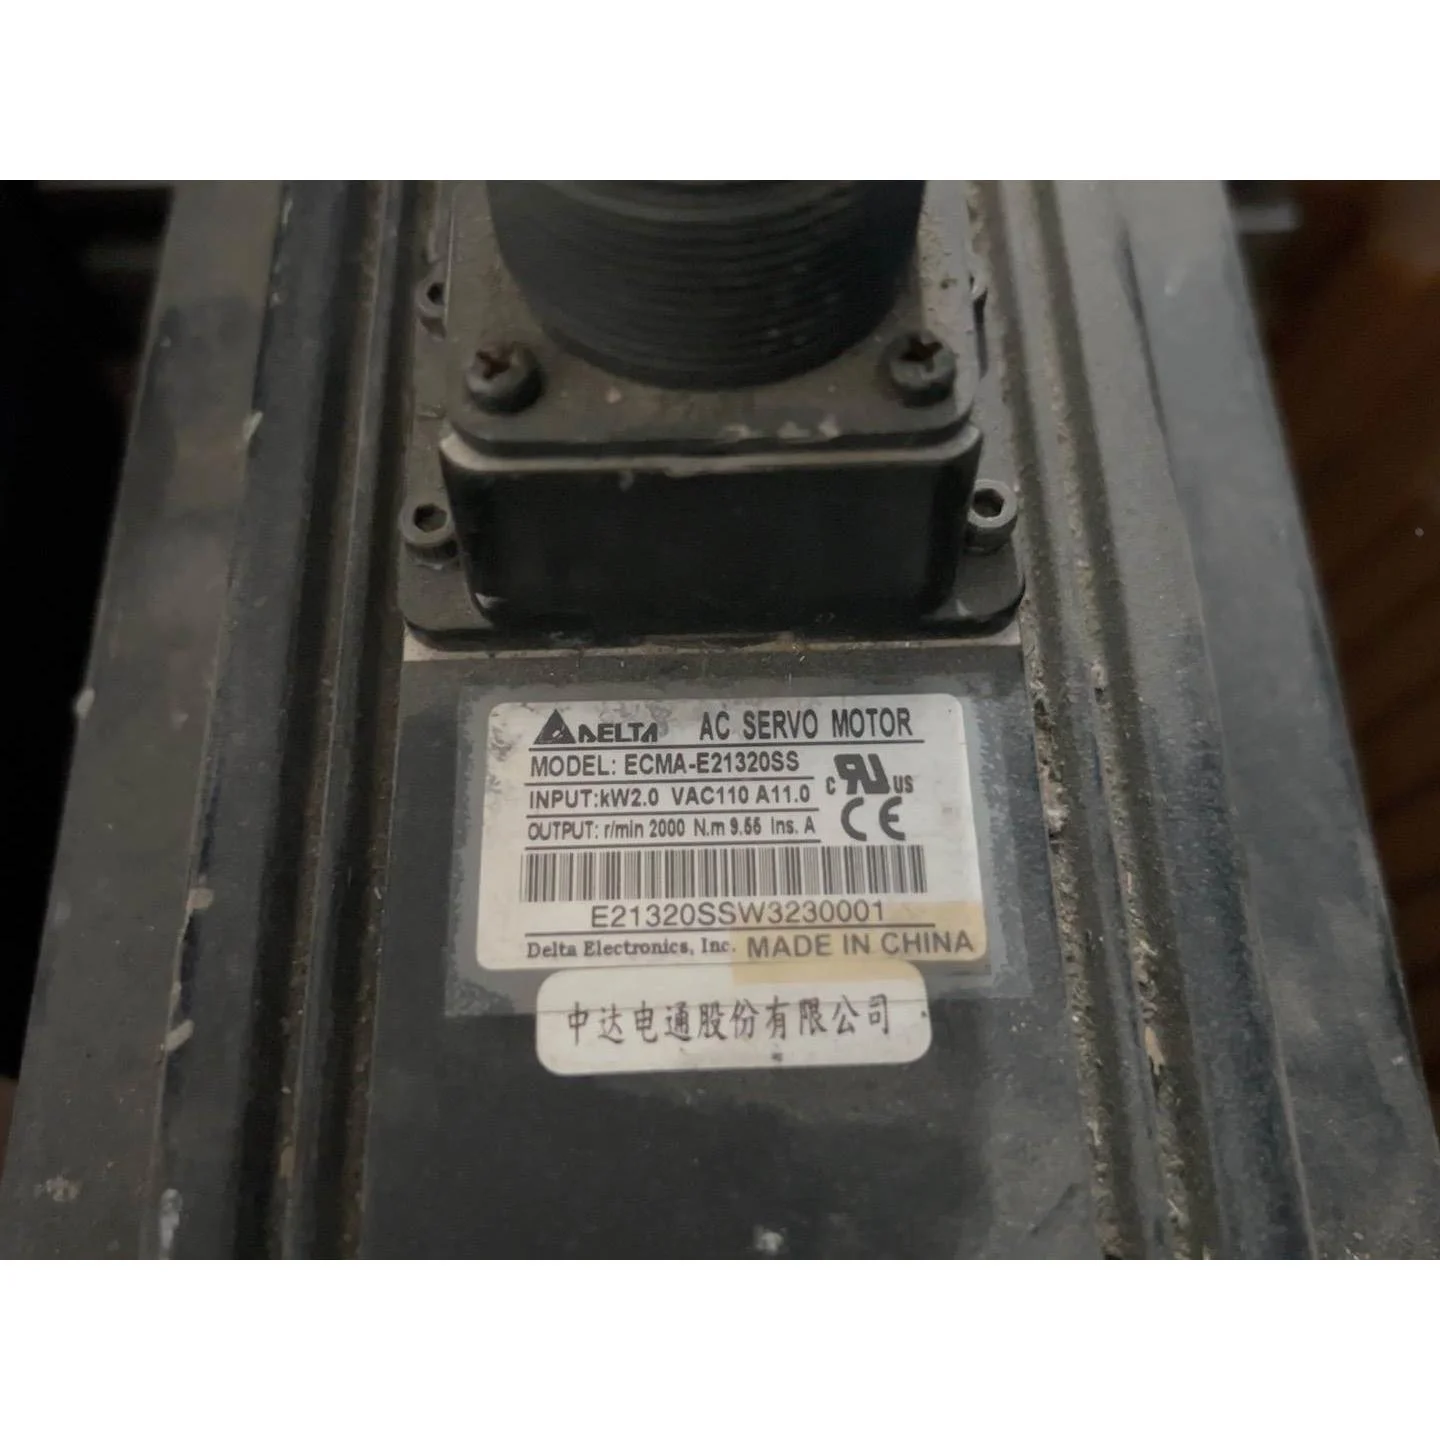 DELTA AC SERVO MOTOR
MODEL: ECMA-E21320SS
INPUT:kW2.0 VAC110 A11.0
c RU US
OUTPUT: r/min 2000 N.m 9.55 Ins. A
CE
E21320SSW3230001
Delta Electronics, Inc. MADE IN CHINA
中达电通股份有限公司